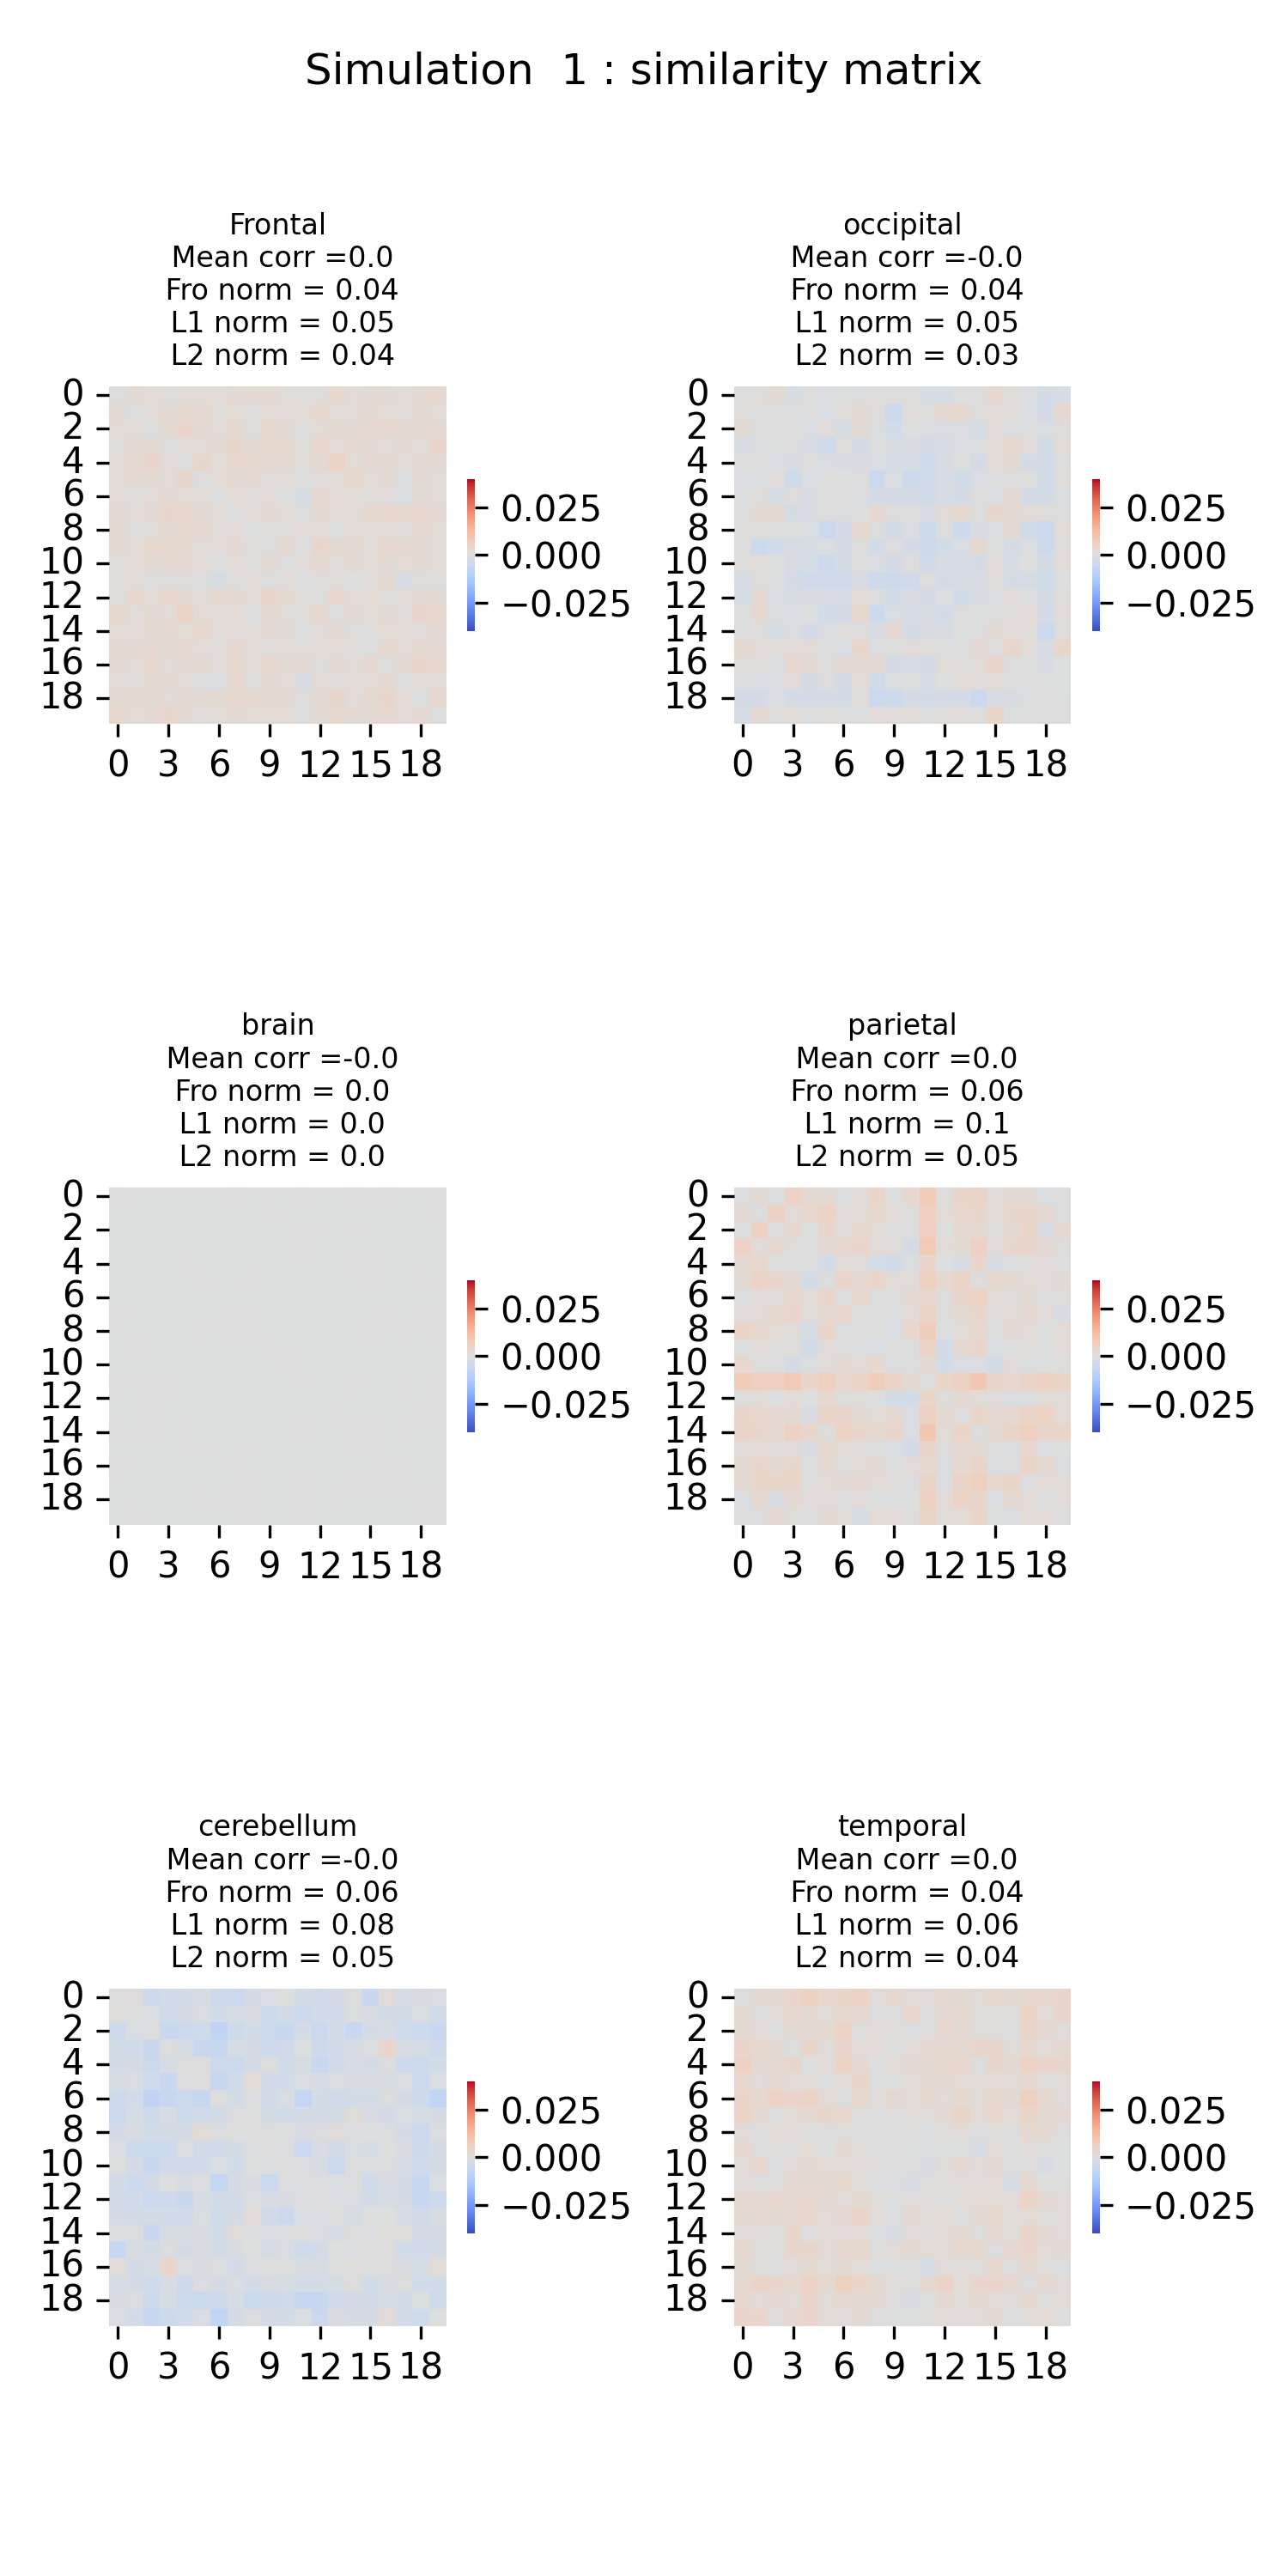 Simulation  1 : similarity matrix
Frontal
Mean corr =0.0
Fro norm = 0.04
L1 norm = 0.05
L2 norm = 0.04
0
2
4
6
8
10
12
14
16
18
0 3 6 9 12 15 18
0.025
0.000
−0.025
occipital
Mean corr =-0.0
Fro norm = 0.04
L1 norm = 0.05
L2 norm = 0.03
0
2
4
6
8
10
12
14
16
18
0 3 6 9 12 15 18
0.025
0.000
−0.025
brain
Mean corr =-0.0
Fro norm = 0.0
L1 norm = 0.0
L2 norm = 0.0
0
2
4
6
8
10
12
14
16
18
0 3 6 9 12 15 18
0.025
0.000
−0.025
parietal
Mean corr =0.0
Fro norm = 0.06
L1 norm = 0.1
L2 norm = 0.05
0
2
4
6
8
10
12
14
16
18
0 3 6 9 12 15 18
0.025
0.000
−0.025
cerebellum
Mean corr =-0.0
Fro norm = 0.06
L1 norm = 0.08
L2 norm = 0.05
0
2
4
6
8
10
12
14
16
18
0 3 6 9 12 15 18
0.025
0.000
−0.025
temporal
Mean corr =0.0
Fro norm = 0.04
L1 norm = 0.06
L2 norm = 0.04
0
2
4
6
8
10
12
14
16
18
0 3 6 9 12 15 18
0.025
0.000
−0.025